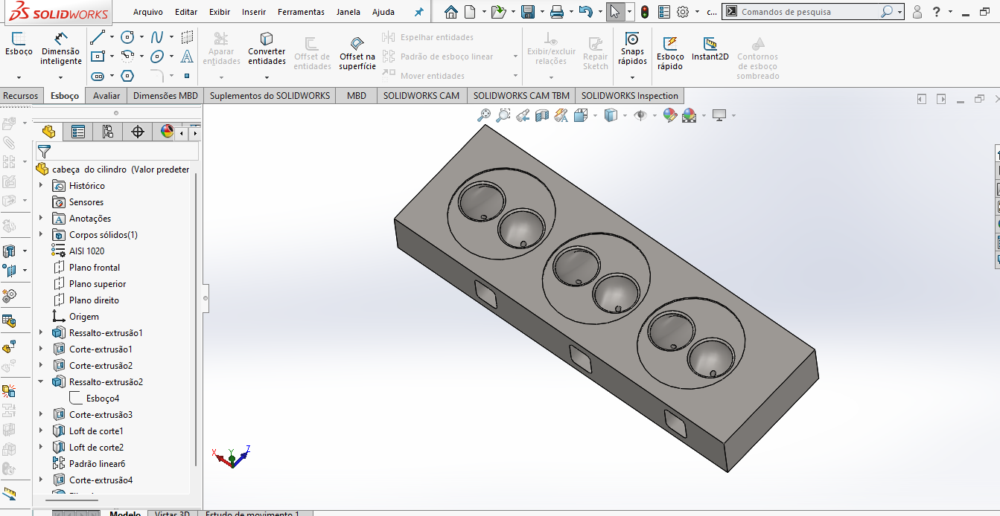 SOLIDWORKS
Arquivo Editar Exibir Inserir Ferramentas Janela Ajuda
c...
Comandos de pesquisa
?
Esboço
Dimensão
inteligente
Aparar
entidades
Converter
entidades
Offset de
entidades
Offset na
superfície
Espelhar entidades
Padrão de esboço linear
Mover entidades
Exibir/excluir
relações
Repair
Sketch
Snaps
rápidos
Esboço
rápido
Instant2D
Contornos
de esboço
sombreado
Recursos Esboço Avaliar Dimensões MBD Suplementos do SOLIDWORKS MBD SOLIDWORKS CAM SOLIDWORKS CAM TBM SOLIDWORKS Inspection
cabeça do cilindro (Valor predeter
Histórico
Sensores
Anotações
Corpos sólidos(1)
AISI 1020
Plano frontal
Plano superior
Plano direito
Origem
Ressalto-extrusão1
Corte-extrusão1
Corte-extrusão2
Ressalto-extrusão2
Esboço4
Corte-extrusão3
Loft de corte1
Loft de corte2
Padrão linear6
Corte-extrusão4
X Y Z
Modelo Vistas 3D Estudo de movimento 1